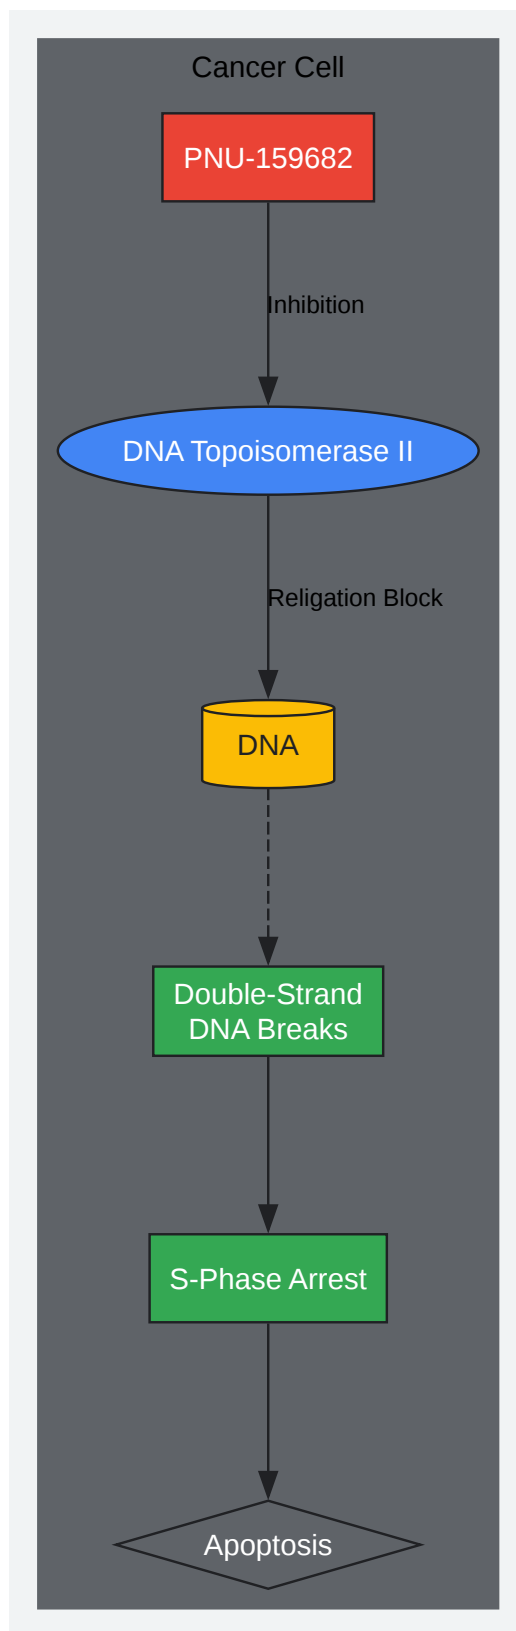 Cancer Cell
PNU-159682
Inhibition
DNA Topoisomerase II
Religation Block
DNA
Double-Strand
DNA Breaks
S-Phase Arrest
Apoptosis